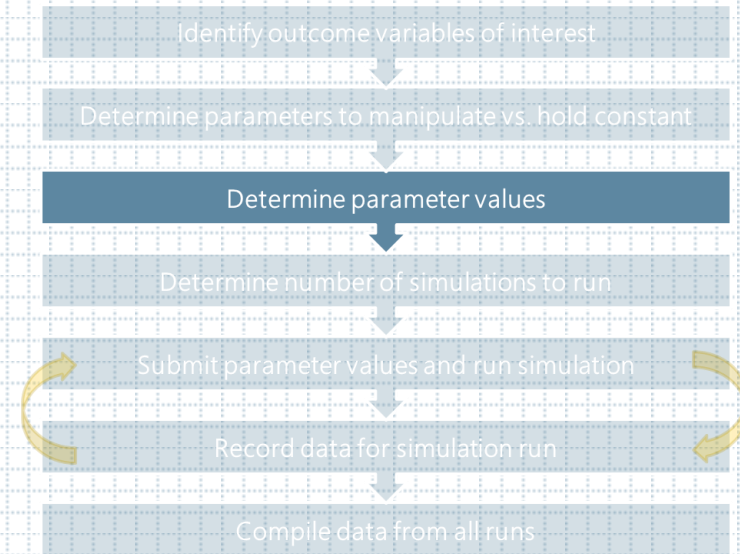 Identify outcome variables of interest
Determine parameters to manipulate vs. hold constant
Determine parameter values
Determine number of simulations to run
Submit parameter values and run simulation
Record data for simulation run
Compile data from all runs